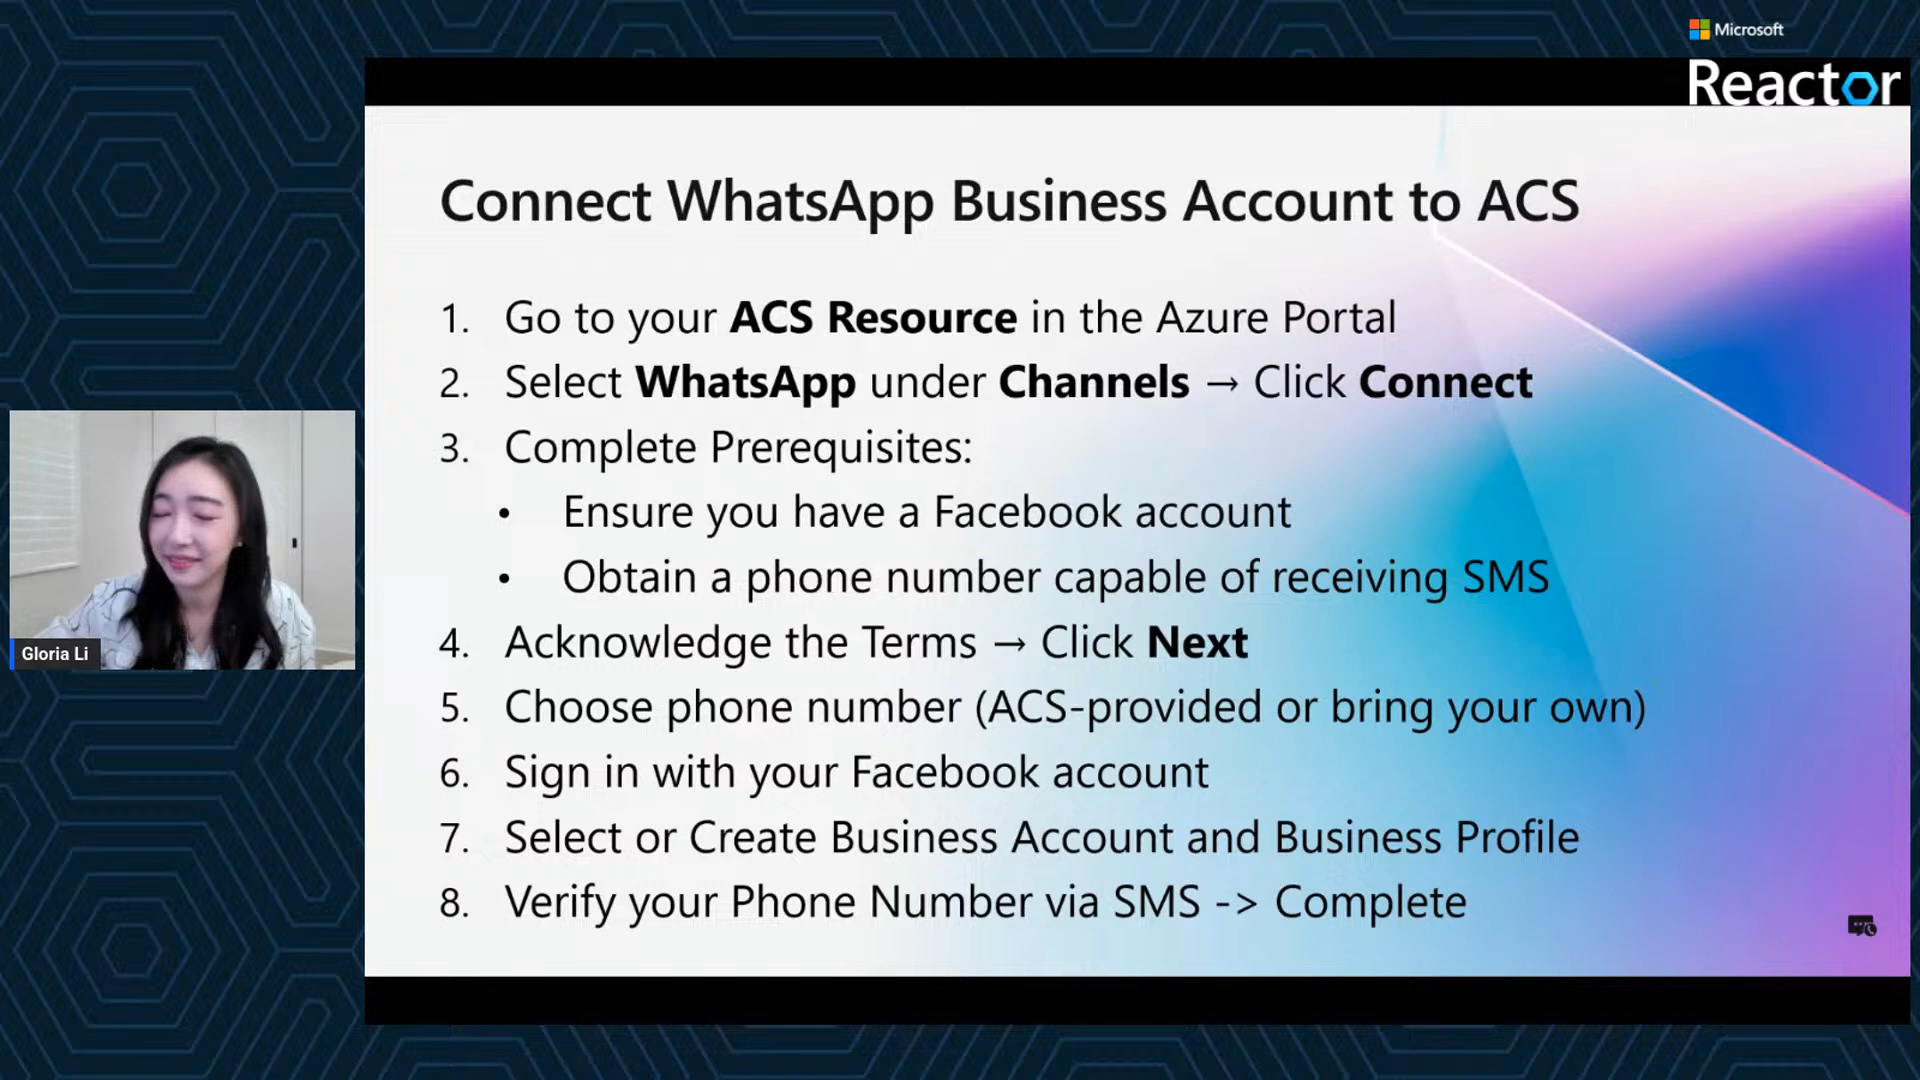 Microsoft
Reactor
Connect WhatsApp Business Account to ACS
1. Go to your ACS Resource in the Azure Portal
2. Select WhatsApp under Channels → Click Connect
3. Complete Prerequisites:
• Ensure you have a Facebook account
• Obtain a phone number capable of receiving SMS
4. Acknowledge the Terms → Click Next
5. Choose phone number (ACS-provided or bring your own)
6. Sign in with your Facebook account
7. Select or Create Business Account and Business Profile
8. Verify your Phone Number via SMS -> Complete
Gloria Li